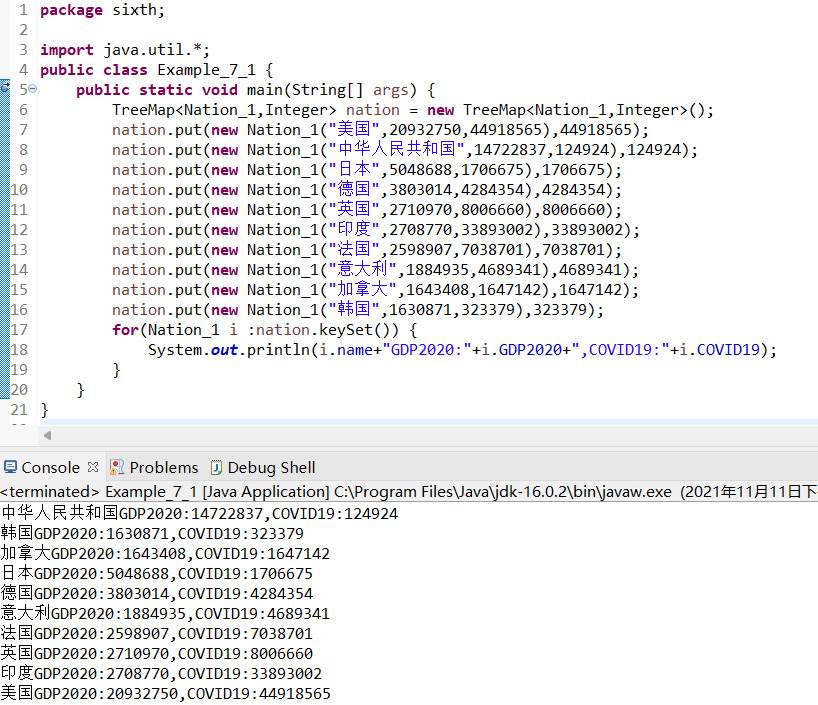 1 package sixth;
2
3 import java.util.*;
4 public class Example_7_1 {
5 public static void main(String[] args) {
6 TreeMap<Nation_1,Integer> nation = new TreeMap<Nation_1,Integer>();
7 nation.put(new Nation_1("美国",20932750,44918565),44918565);
8 nation.put(new Nation_1("中华人民共和国",14722837,124924),124924);
9 nation.put(new Nation_1("日本",5048688,1706675),1706675);
10 nation.put(new Nation_1("德国",3803014,4284354),4284354);
11 nation.put(new Nation_1("英国",2710970,8006660),8006660);
12 nation.put(new Nation_1("印度",2708770,33893002),33893002);
13 nation.put(new Nation_1("法国",2598907,7038701),7038701);
14 nation.put(new Nation_1("意大利",1884935,4689341),4689341);
15 nation.put(new Nation_1("加拿大",1643408,1647142),1647142);
16 nation.put(new Nation_1("韩国",1630871,323379),323379);
17 for(Nation_1 i :nation.keySet()) {
18 System.out.println(i.name+"GDP2020:"+i.GDP2020+",COVID19:"+i.COVID19);
19 }
20 }
21 }
Console Problems Debug Shell
<terminated> Example_7_1 [Java Application] C:\Program Files\Java\jdk-16.0.2\bin\javaw.exe (2021年11月11日下
中华人民共和国GDP2020:14722837,COVID19:124924
韩国GDP2020:1630871,COVID19:323379
加拿大GDP2020:1643408,COVID19:1647142
日本GDP2020:5048688,COVID19:1706675
德国GDP2020:3803014,COVID19:4284354
意大利GDP2020:1884935,COVID19:4689341
法国GDP2020:2598907,COVID19:7038701
英国GDP2020:2710970,COVID19:8006660
印度GDP2020:2708770,COVID19:33893002
美国GDP2020:20932750,COVID19:44918565